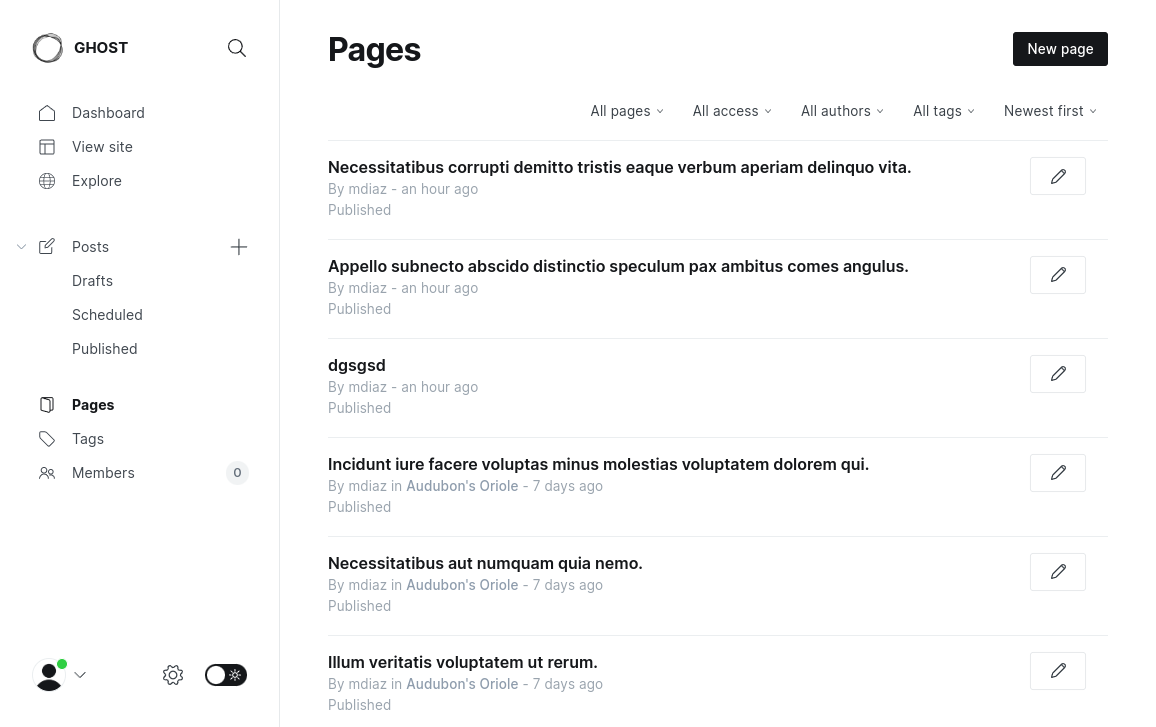 GHOST
Dashboard
View site
Explore
Posts
Drafts
Scheduled
Published
Pages
Tags
Members
0
Pages
New page
All pages
All access
All authors
All tags
Newest first
Necessitatibus corrupti demitto tristis eaque verbum aperiam delinquo vita.
By mdiaz - an hour ago
Published
Appello subnecto abscido distinctio speculum pax ambitus comes angulus.
By mdiaz - an hour ago
Published
dgsgsd
By mdiaz - an hour ago
Published
Incidunt iure facere voluptas minus molestias voluptatem dolorem qui.
By mdiaz in Audubon's Oriole - 7 days ago
Published
Necessitatibus aut numquam quia nemo.
By mdiaz in Audubon's Oriole - 7 days ago
Published
Illum veritatis voluptatem ut rerum.
By mdiaz in Audubon's Oriole - 7 days ago
Published